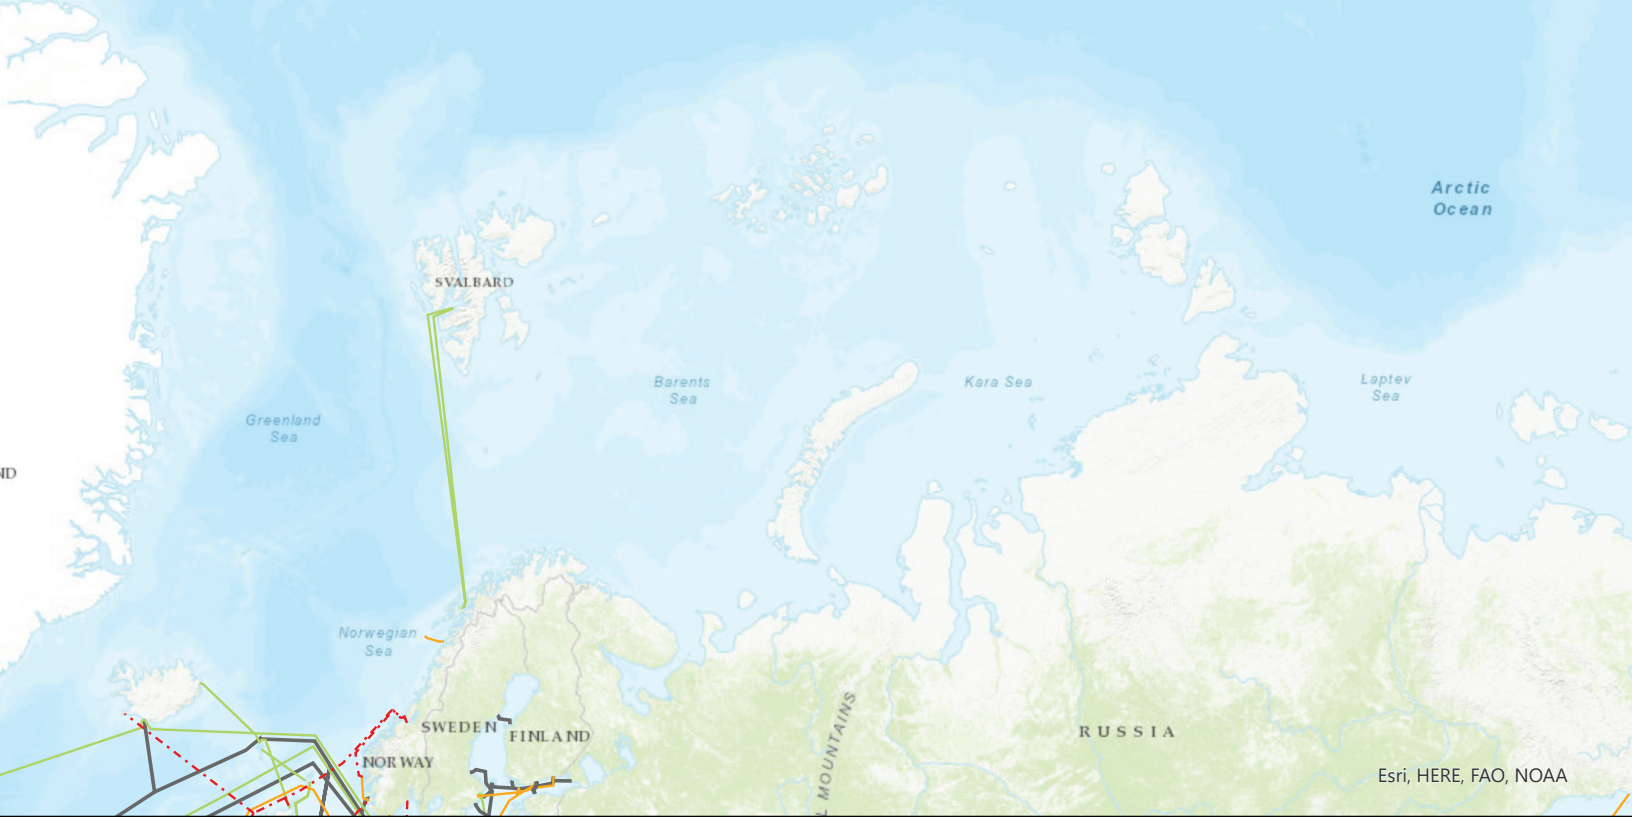 Arctic
Ocean
SVALBARD
Barents
Sea
Kara Sea
Laptev
Sea
Greenland
Sea
ND
Norwegian
Sea
SWEDEN
FINLAND
NORWAY
L MOUNTAINS
RUSSIA
Esri, HERE, FAO, NOAA